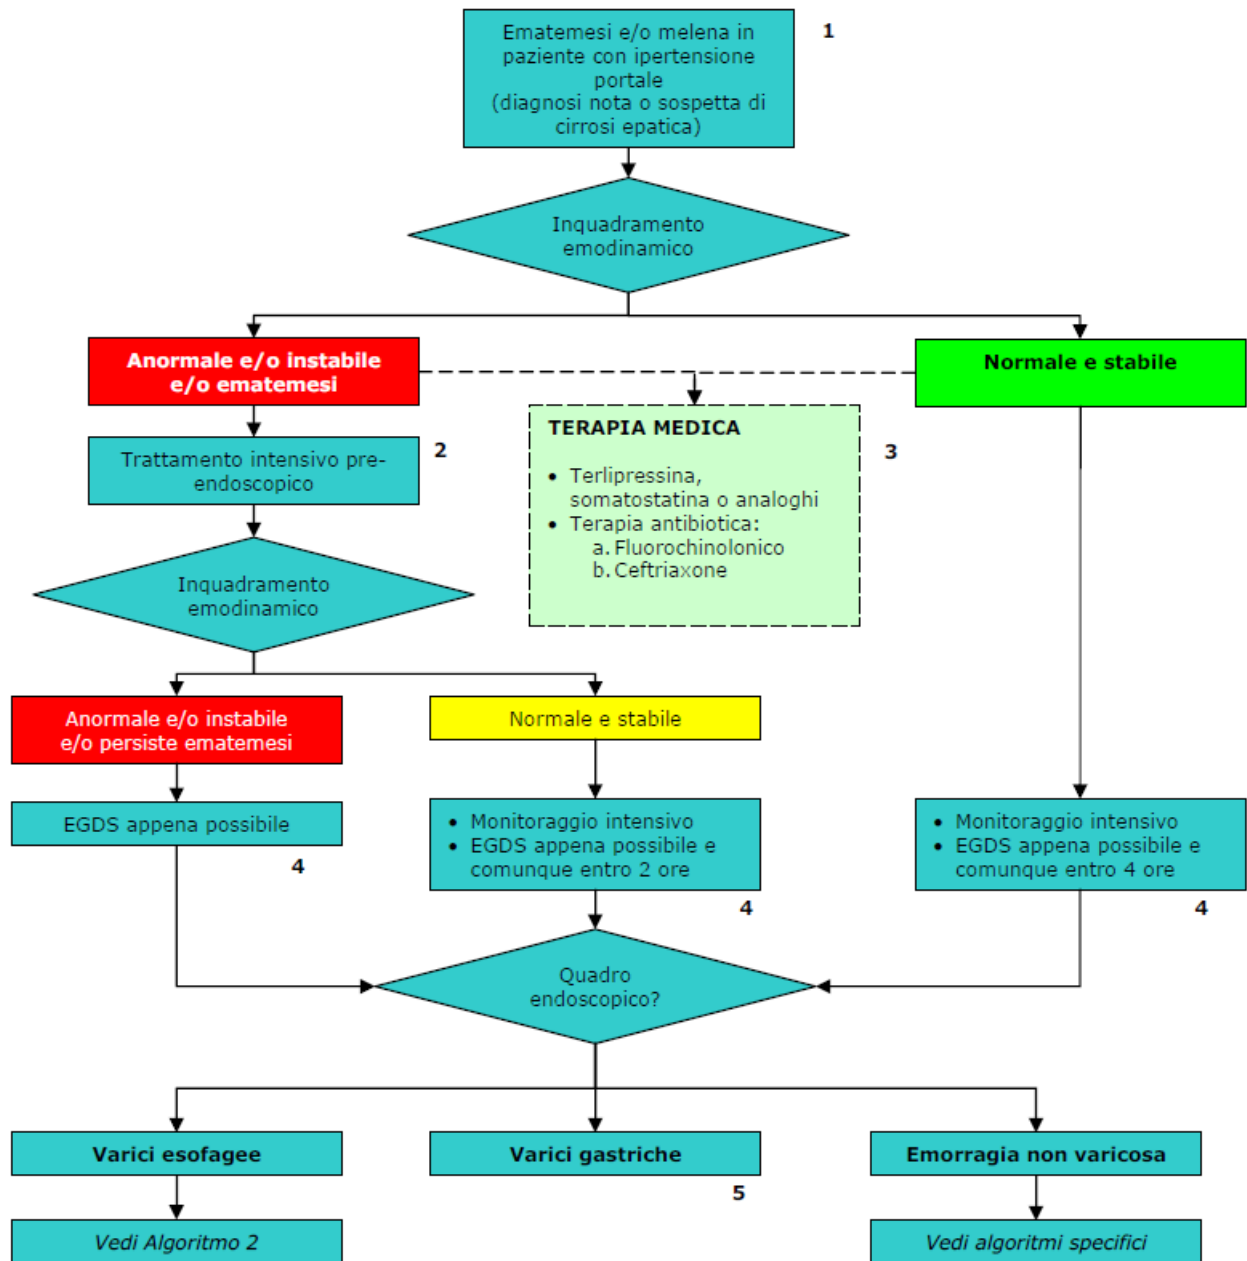 Ematemesi e/o melena in
paziente con ipertensione
portale
(diagnosi nota o sospetta di
cirrosi epatica)
1
Inquadramento
emodinamico
Anormale e/o instabile
e/o ematemesi
Normale e stabile
TERAPIA MEDICA
• Terlipressina,
somatostatina o analoghi
• Terapia antibiotica:
a. Fluorochinolonico
b. Ceftriaxone
3
Trattamento intensivo pre-
endoscopico
2
Inquadramento
emodinamico
Anormale e/o instabile
e/o persiste ematemesi
Normale e stabile
EGDS appena possibile
4
• Monitoraggio intensivo
• EGDS appena possibile e
comunque entro 2 ore
4
• Monitoraggio intensivo
• EGDS appena possibile e
comunque entro 4 ore
4
Quadro
endoscopico?
Varici esofagee
Varici gastriche
5
Emorragia non varicosa
Vedi Algoritmo 2
Vedi algoritmi specifici